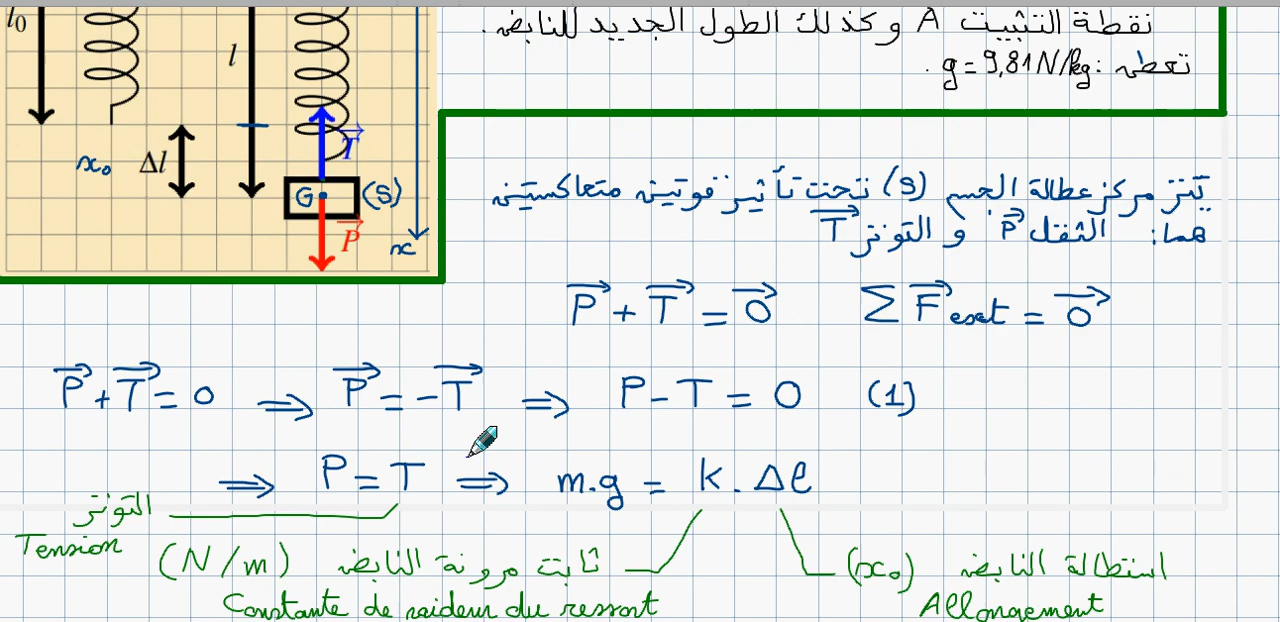 نقطة التثبيت A وكذلك الطول الجديد للنابض.
تعطى: g = 9,81 N/kg.
l₀
l
Δl
x₀
T⃗
G
(S)
P⃗
x
مركز عطالة الجسم (S) تحت تأثير قوتين متعاكستين
هما: الثقل P⃗ و التوتر T⃗
P⃗ + T⃗ = 0⃗ ∑ F⃗ext = 0⃗
P⃗ + T⃗ = 0 ⟹ P⃗ = −T⃗ ⟹ P − T = 0 (1)
⟹ P = T ⟹ m.g = k . Δl
التوتر
Tension
ثابت مرونة النابض (N/m)
Constante de raideur du ressort
استطالة النابض (x₀)
Allongement